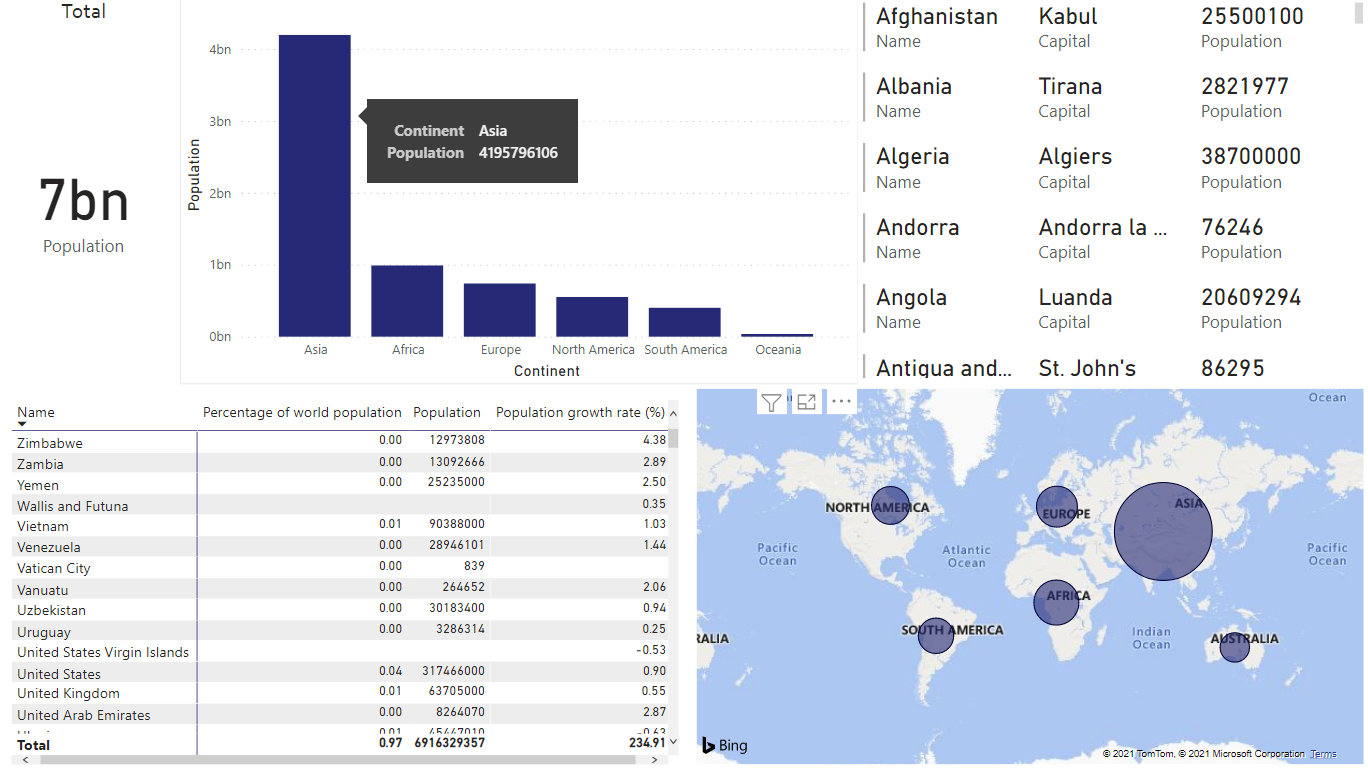 Total
7bn
Population
4bn
3bn
2bn
1bn
0bn
Population
Continent Asia
Population 4195796106
Asia Africa Europe North America South America Oceania
Continent
Afghanistan Kabul 25500100
Name Capital Population
Albania Tirana 2821977
Name Capital Population
Algeria Algiers 38700000
Name Capital Population
Andorra Andorra la ... 76246
Name Capital Population
Angola Luanda 20609294
Name Capital Population
Antigua and... St. John's 86295
Name Percentage of world population Population Population growth rate (%)
Zimbabwe 0.00 12973808 4.38
Zambia 0.00 13092666 2.89
Yemen 0.00 25235000 2.50
Wallis and Futuna 0.35
Vietnam 0.01 90388000 1.03
Venezuela 0.00 28946101 1.44
Vatican City 0.00 839
Vanuatu 0.00 264652 2.06
Uzbekistan 0.00 30183400 0.94
Uruguay 0.00 3286314 0.25
United States Virgin Islands -0.53
United States 0.04 317466000 0.90
United Kingdom 0.01 63705000 0.55
United Arab Emirates 0.00 8264070 2.87
Total 0.97 6916329357 234.91
Ocean
NORTH AMERICA
EUROPE
ASIA
Pacific
Ocean
Atlantic
Ocean
Pacific
Ocean
AFRICA
SOUTH AMERICA
Indian
Ocean
RALIA
AUSTRALIA
Bing
© 2021 TomTom, © 2021 Microsoft Corporation Terms